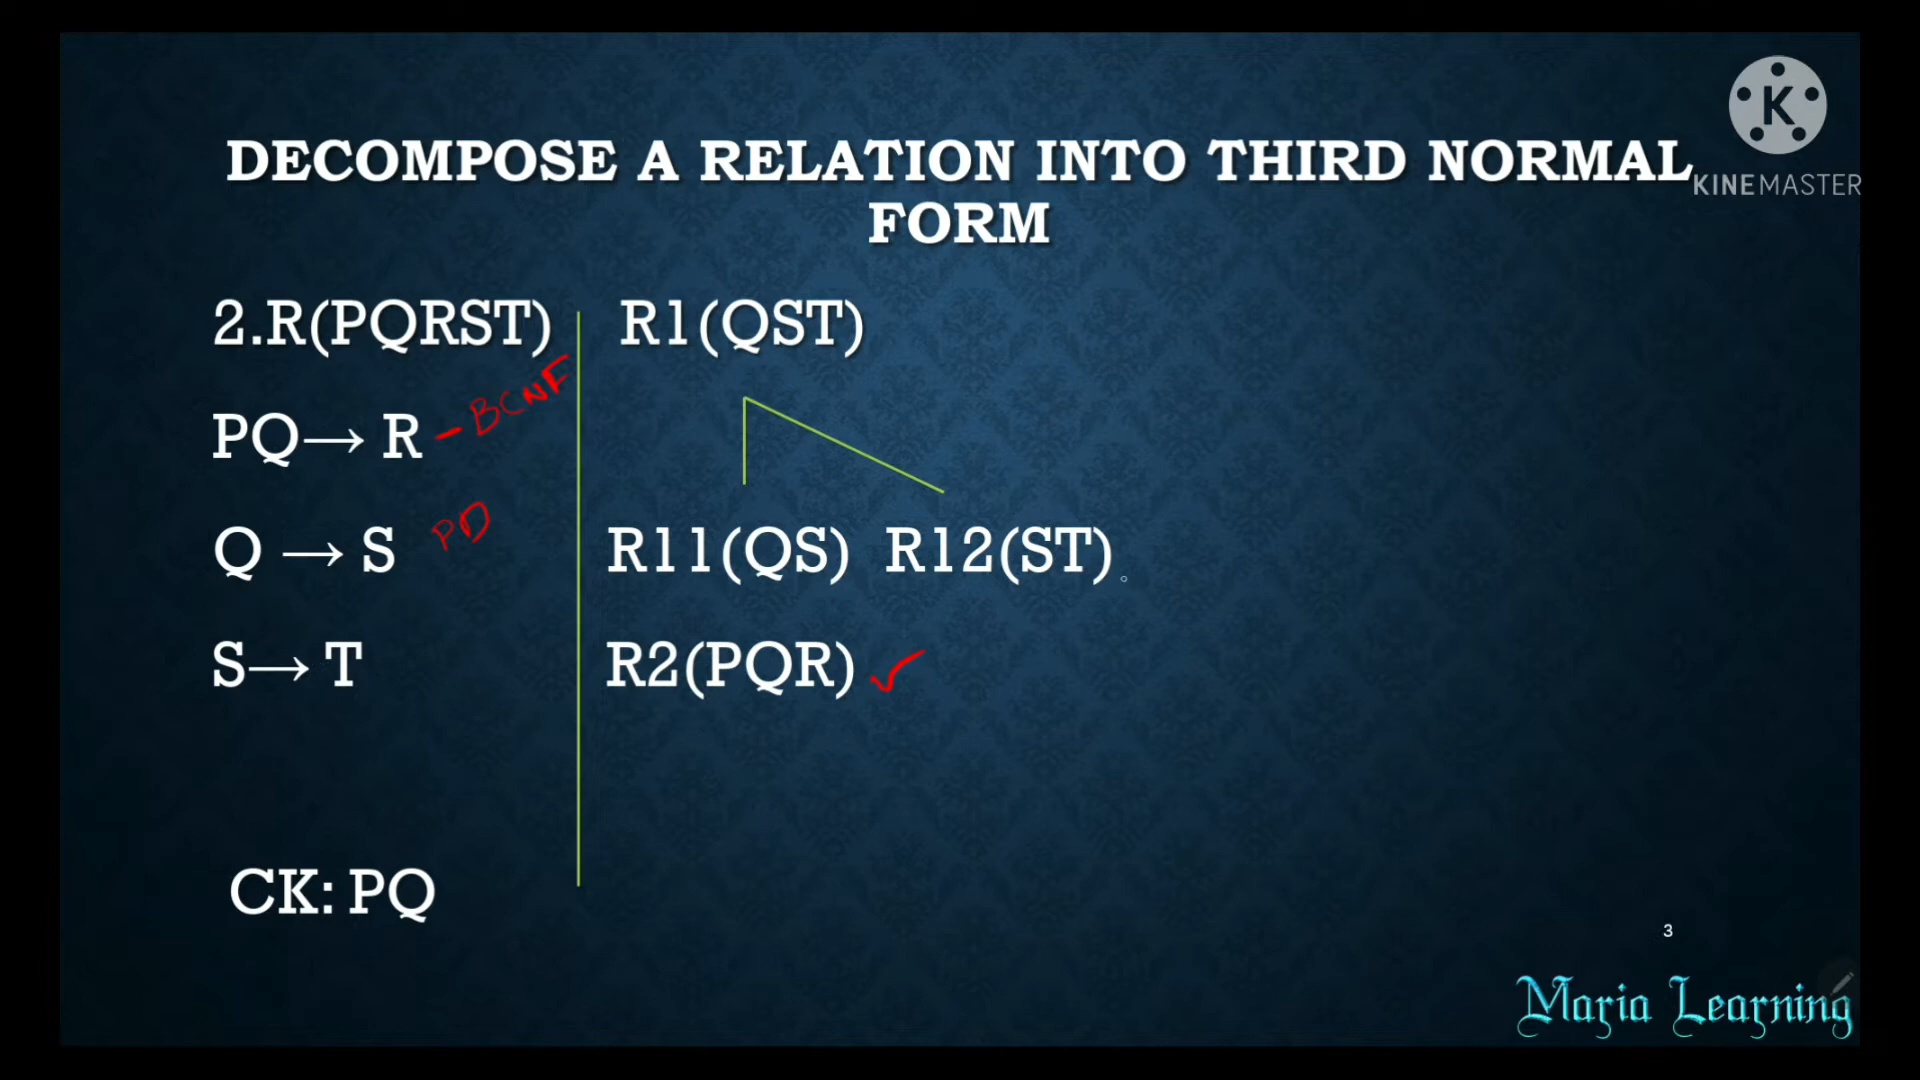 K
KINEMASTER
DECOMPOSE A RELATION INTO THIRD NORMAL
FORM
2.R(PQRST)
PQ→ R - BCNF
Q → S PD
S→ T
CK: PQ
R1(QST)
R11(QS) R12(ST)
R2(PQR) ✓
3
Maria Learning